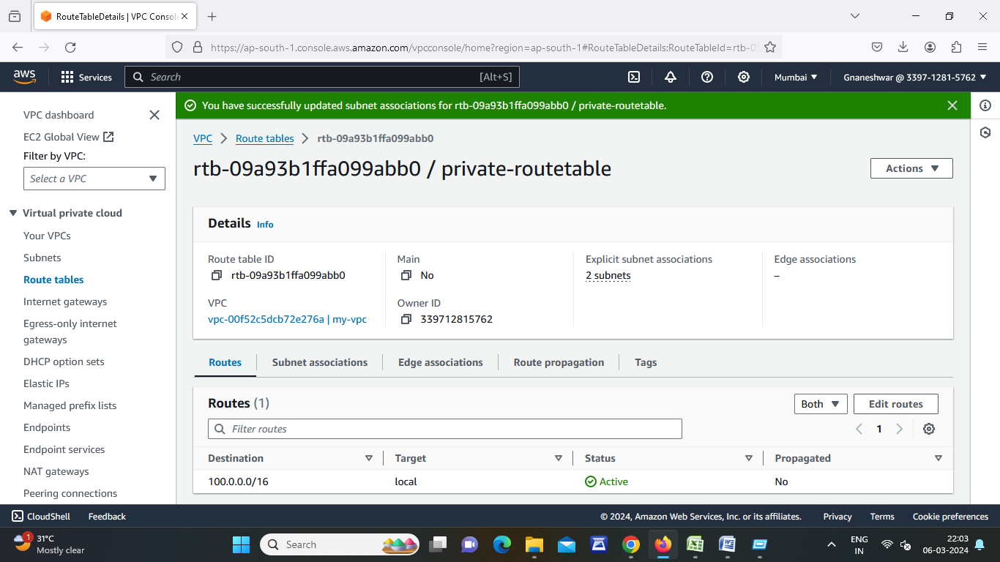 RouteTableDetails | VPC Consol
https://ap-south-1.console.aws.amazon.com/vpcconsole/home?region=ap-south-1#RouteTableDetails:RouteTableId=rtb-0
aws
Services
Search
[Alt+S]
Mumbai
Gnaneshwar @ 3397-1281-5762
VPC dashboard
EC2 Global View
Filter by VPC:
Select a VPC
Virtual private cloud
Your VPCs
Subnets
Route tables
Internet gateways
Egress-only internet
gateways
DHCP option sets
Elastic IPs
Managed prefix lists
Endpoints
Endpoint services
NAT gateways
Peering connections
You have successfully updated subnet associations for rtb-09a93b1ffa099abb0 / private-routetable.
VPC
Route tables
rtb-09a93b1ffa099abb0
rtb-09a93b1ffa099abb0 / private-routetable
Actions
Details
Info
Route table ID
rtb-09a93b1ffa099abb0
Main
No
Explicit subnet associations
2 subnets
Edge associations
–
VPC
vpc-00f52c5dcb72e276a | my-vpc
Owner ID
339712815762
Routes
Subnet associations
Edge associations
Route propagation
Tags
Routes (1)
Both
Edit routes
Filter routes
1
Destination
Target
Status
Propagated
100.0.0.0/16
local
Active
No
CloudShell
Feedback
© 2024, Amazon Web Services, Inc. or its affiliates.
Privacy
Terms
Cookie preferences
1
31°C
Mostly clear
Search
ENG
IN
22:03
06-03-2024